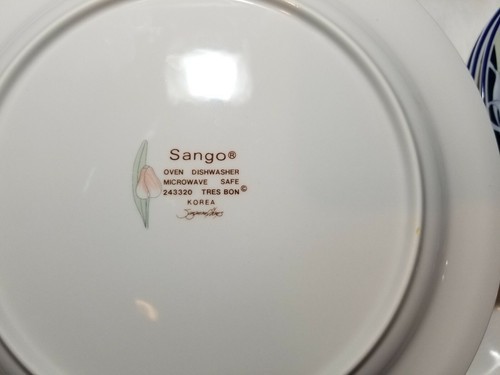 Sango®
OVEN DISHWASHER
MICROWAVE SAFE
243320 TRES BON©
KOREA